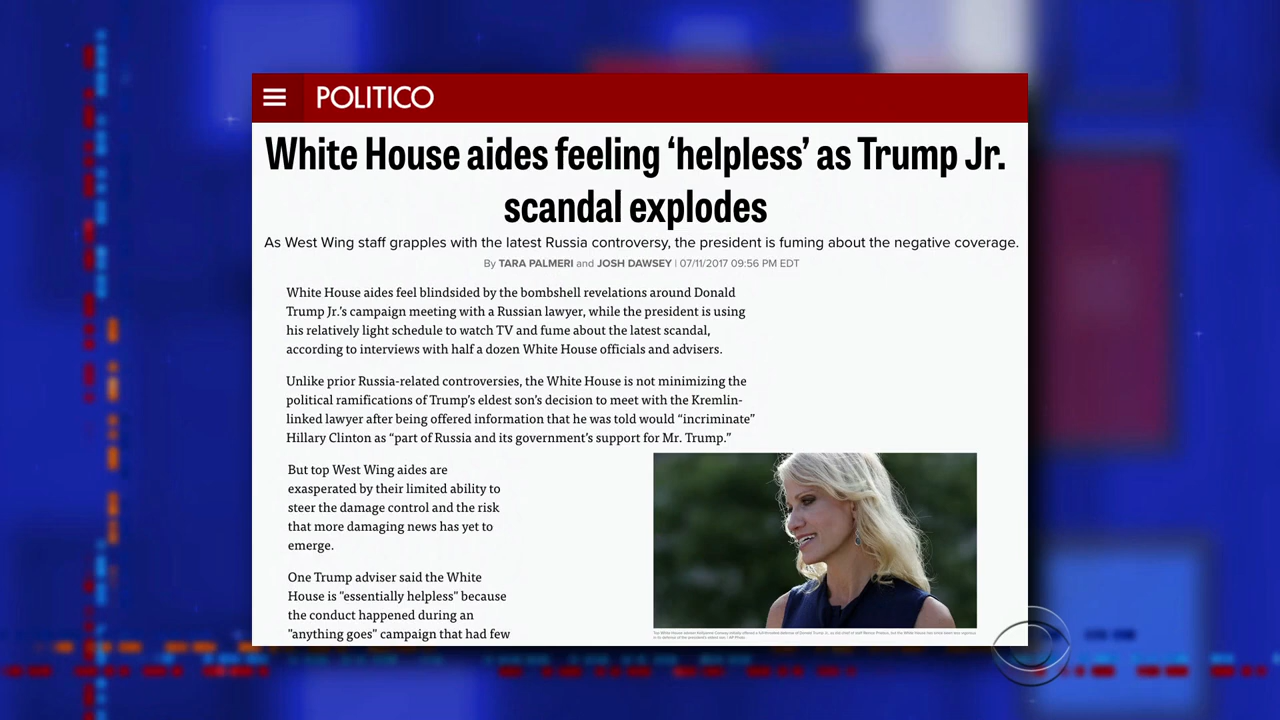 POLITICO
White House aides feeling ‘helpless’ as Trump Jr.
scandal explodes
As West Wing staff grapples with the latest Russia controversy, the president is fuming about the negative coverage.
By TARA PALMERI and JOSH DAWSEY | 07/11/2017 09:56 PM EDT
White House aides feel blindsided by the bombshell revelations around Donald
Trump Jr.’s campaign meeting with a Russian lawyer, while the president is using
his relatively light schedule to watch TV and fume about the latest scandal,
according to interviews with half a dozen White House officials and advisers.
Unlike prior Russia-related controversies, the White House is not minimizing the
political ramifications of Trump’s eldest son’s decision to meet with the Kremlin-
linked lawyer after being offered information that he was told would “incriminate”
Hillary Clinton as “part of Russia and its government’s support for Mr. Trump.”
But top West Wing aides are
exasperated by their limited ability to
steer the damage control and the risk
that more damaging news has yet to
emerge.
One Trump adviser said the White
House is "essentially helpless" because
the conduct happened during an
"anything goes" campaign that had few